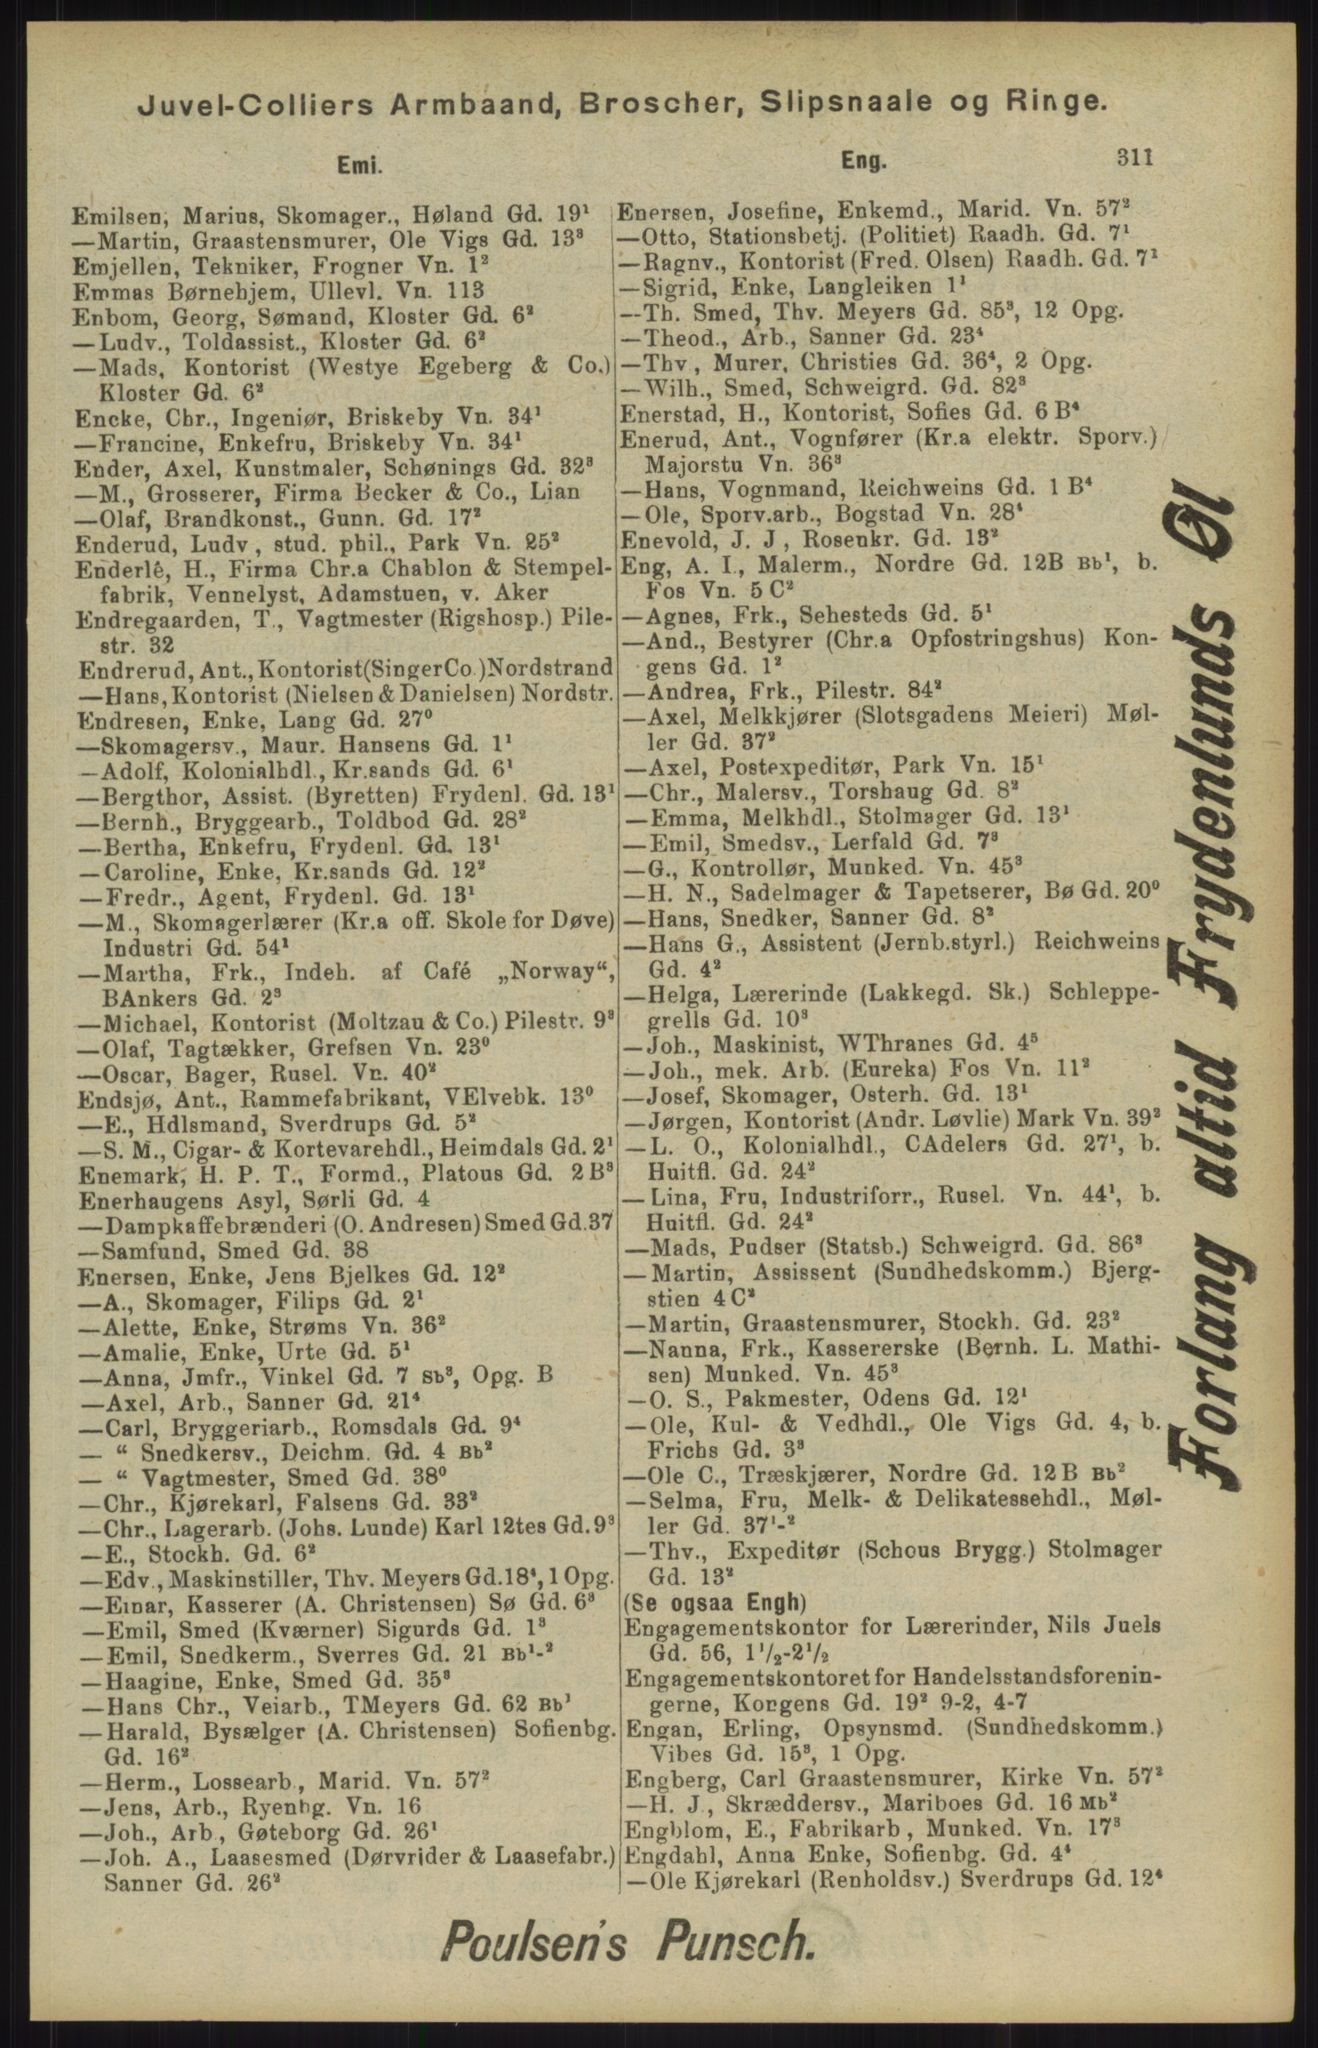 Juvel-Colliers Armbaand, Broscher, Slipsnaale og Ringe.
Emi.
Eng.
311
Emilsen, Marius, Skomager., Høland Gd. 19¹
—Martin, Graastensmurer, Ole Vigs Gd. 13³
Emjellen, Tekniker, Frogner Vn. 1²
Emmas Børnehjem, Ullevl. Vn. 113
Enbom, Georg, Sømand, Kloster Gd. 6²
—Ludv., Toldassist., Kloster Gd. 6²
—Mads, Kontorist (Westye Egeberg & Co.)
Kloster Gd. 6²
Encke, Chr., Ingeniør, Briskeby Vn. 34¹
—Francine, Enkefru, Briskeby Vn. 34¹
Ender, Axel, Kunstmaler, Schønings Gd. 32³
—M., Grosserer, Firma Becker & Co., Lian
—Olaf, Brandkonst., Gunn. Gd. 17²
Enderud, Ludv, stud. phil., Park Vn. 25²
Enderlê, H., Firma Chr.a Chablon & Stempel-
fabrik, Vennelyst, Adamstuen, v. Aker
Endregaarden, T., Vagtmester (Rigshosp.) Pile-
str. 32
Endrerud, Ant., Kontorist(SingerCo.)Nordstrand
—Hans, Kontorist (Nielsen & Danielsen) Nordstr.
Endresen, Enke, Lang Gd. 27⁰
—Skomagersv., Maur. Hansens Gd. 1¹
—Adolf, Kolonialhdl., Kr.sands Gd. 6¹
—Bergthor, Assist. (Byretten) Frydenl. Gd. 13¹
—Bernh., Bryggearb., Toldbod Gd. 28²
—Bertha, Enkefru, Frydenl. Gd. 13¹
—Caroline, Enke, Kr.sands Gd. 12²
—Fredr., Agent, Frydenl. Gd. 13¹
—M., Skomagerlærer (Kr.a off. Skole for Døve)
Industri Gd. 54¹
—Martha, Frk., Indeh. af Café „Norway“,
BAnkers Gd. 2³
—Michael, Kontorist (Moltzau & Co.) Pilestr. 9³
—Olaf, Tagtækker, Grefsen Vn. 23⁰
—Oscar, Bager, Rusel. Vn. 40²
Endsjø, Ant., Rammefabrikant, VElvebk. 13⁰
—E., Hdlsmand, Sverdrups Gd. 5²
—S. M., Cigar- & Kortevarehdl., Heimdals Gd. 2¹
Enemark, H. P. T., Formd., Platous Gd. 2 B³
Enerhaugens Asyl, Sørli Gd. 4
—Dampkaffebrænderi (O. Andresen) Smed Gd.37
—Samfund, Smed Gd. 38
Enersen, Enke, Jens Bjelkes Gd. 12²
—A., Skomager, Filips Gd. 2¹
—Alette, Enke, Strøms Vn. 36²
—Amalie, Enke, Urte Gd. 5¹
—Anna, Jmfr., Vinkel Gd. 7 Sb³, Opg. B
—Axel, Arb., Sanner Gd. 21⁴
—Carl, Bryggeriarb., Romsdals Gd. 9⁴
— “ Snedkersv., Deichm. Gd. 4 Bb²
— “ Vagtmester, Smed Gd. 38⁰
—Chr., Kjørekarl, Falsens Gd. 33²
—Chr., Lagerarb. (Johs. Lunde) Karl 12tes Gd. 9³
—E., Stockh. Gd. 6²
—Edv., Maskinstiller, Thv. Meyers Gd.18⁴, 1 Opg.
—Einar, Kasserer (A. Christensen) Sø Gd. 6³
—Emil, Smed (Kværner) Sigurds Gd. 1³
—Emil, Snedkerm., Sverres Gd. 21 Bb¹-²
—Haagine, Enke, Smed Gd. 35³
—Hans Chr., Veiarb., TMeyers Gd. 62 Bb¹
—Harald, Bysælger (A. Christensen) Sofienbg.
Gd. 16²
—Herm., Lossearb., Marid. Vn. 57²
—Jens, Arb., Ryenbg. Vn. 16
—Joh., Arb, Gøteborg Gd. 26¹
—Joh. A., Laasesmed (Dørvrider & Laasefabr.)
Sanner Gd. 26²
Enersen, Josefine, Enkemd., Marid. Vn. 57²
—Otto, Stationsbetj. (Politiet) Raadh. Gd. 7¹
—Ragnv., Kontorist (Fred. Olsen) Raadh. Gd. 7¹
—Sigrid, Enke, Langleiken 1¹
—Th. Smed, Thv. Meyers Gd. 85³, 12 Opg.
—Theod., Arb., Sanner Gd. 23⁴
—Thv, Murer, Christies Gd. 36⁴, 2 Opg.
—Wilh., Smed, Schweigrd. Gd. 82³
Enerstad, H., Kontorist, Sofies Gd. 6 B⁴
Enerud, Ant., Vognfører (Kr.a elektr. Sporv.)
Majorstu Vn. 36³
—Hans, Vognmand, Reichweins Gd. 1 B⁴
—Ole, Sporv.arb., Bogstad Vn. 28⁴
Enevold, J. J, Rosenkr. Gd. 13²
Eng, A. I., Malerm., Nordre Gd. 12B Bb¹, b.
Fos Vn. 5 C²
—Agnes, Frk., Sehesteds Gd. 5¹
—And., Bestyrer (Chr.a Opfostringshus) Kon-
gens Gd. 1²
—Andrea, Frk., Pilestr. 84²
—Axel, Melkkjører (Slotsgadens Meieri) Møl-
ler Gd. 37²
—Axel, Postexpeditør, Park Vn. 15¹
—Chr., Malersv., Torshaug Gd. 8²
—Emma, Melkhdl., Stolmager Gd. 13¹
—Emil, Smedsv., Lerfald Gd. 7³
—G., Kontrollør, Munked. Vn. 45³
—H. N., Sadelmager & Tapetserer, Bø Gd. 20⁰
—Hans, Snedker, Sanner Gd. 8²
—Hans G., Assistent (Jernb.styrl.) Reichweins
Gd. 4²
—Helga, Lærerinde (Lakkegd. Sk.) Schleppe-
grells Gd. 10³
—Joh., Maskinist, WThranes Gd. 4⁵
—Joh., mek. Arb. (Eureka) Fos Vn. 11²
—Josef, Skomager, Osterh. Gd. 13¹
—Jørgen, Kontorist (Andr. Løvlie) Mark Vn. 39²
—L. O., Kolonialhdl., CAdelers Gd. 27¹, b.
Huitfl. Gd. 24²
—Lina, Fru, Industriforr., Rusel. Vn. 44¹, b.
Huitfl. Gd. 24²
—Mads, Pudser (Statsb.) Schweigrd. Gd. 86³
—Martin, Assissent (Sundhedskomm.) Bjerg-
stien 4 C²
—Martin, Graastensmurer, Stockh. Gd. 23²
—Nanna, Frk., Kassererske (Bernh. L. Mathi-
sen) Munked. Vn. 45³
—O. S., Pakmester, Odens Gd. 12¹
—Ole, Kul- & Vedhdl., Ole Vigs Gd. 4, b.
Frichs Gd. 3³
—Ole C., Træskjærer, Nordre Gd. 12 B Bb²
—Selma, Fru, Melk- & Delikatessehdl., Møl-
ler Gd. 37¹-²
—Thv., Expeditør (Schous Brygg.) Stolmager
Gd. 13²
(Se ogsaa Engh)
Engagementskontor for Lærerinder, Nils Juels
Gd. 56, 1½-2½
Engagementskontoret for Handelsstandsforenin-
gerne, Kongens Gd. 19² 9-2, 4-7
Engan, Erling, Opsynsmd. (Sundhedskomm.)
Vibes Gd. 15³, 1 Opg.
Engberg, Carl Graastensmurer, Kirke Vn. 57²
—H. J., Skræddersv., Mariboes Gd. 16 Mb²
Engblom, E., Fabrikarb, Munked. Vn. 17³
Engdahl, Anna Enke, Sofienbg. Gd. 4⁴
—Ole Kjørekarl (Renholdsv.) Sverdrups Gd. 12⁴
Forlang altid Frydenlunds Øl
Poulsen's Punsch.